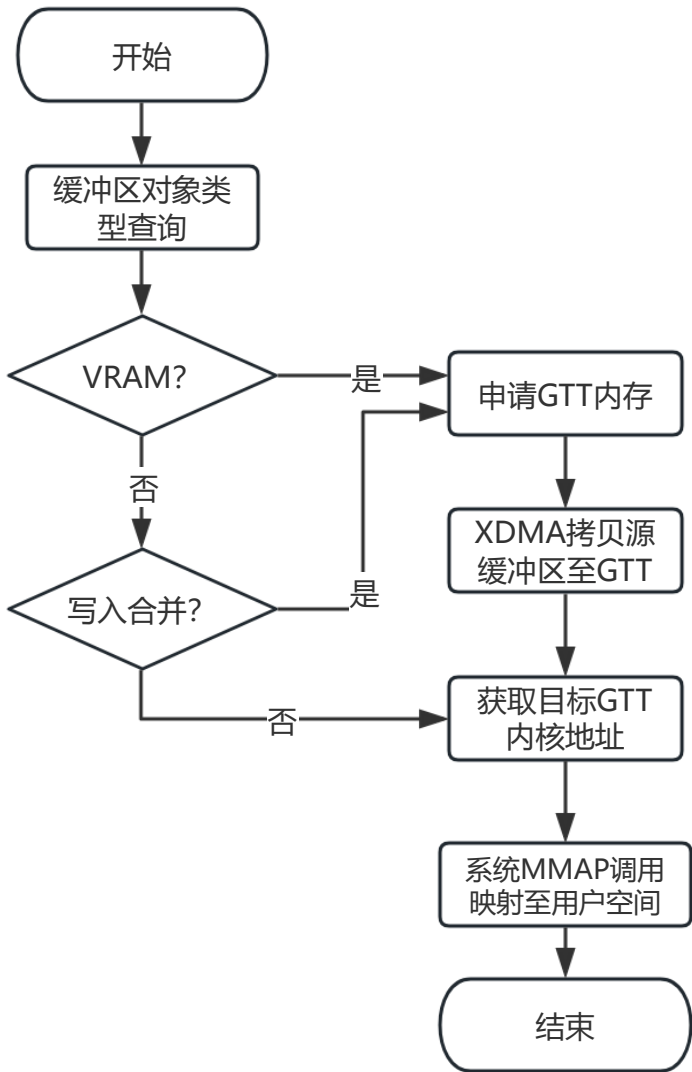 开始
缓冲区对象类
型查询
VRAM?
是
申请GTT内存
否
XDMA拷贝源
缓冲区至GTT
写入合并?
是
获取目标GTT
内核地址
否
系统MMAP调用
映射至用户空间
结束